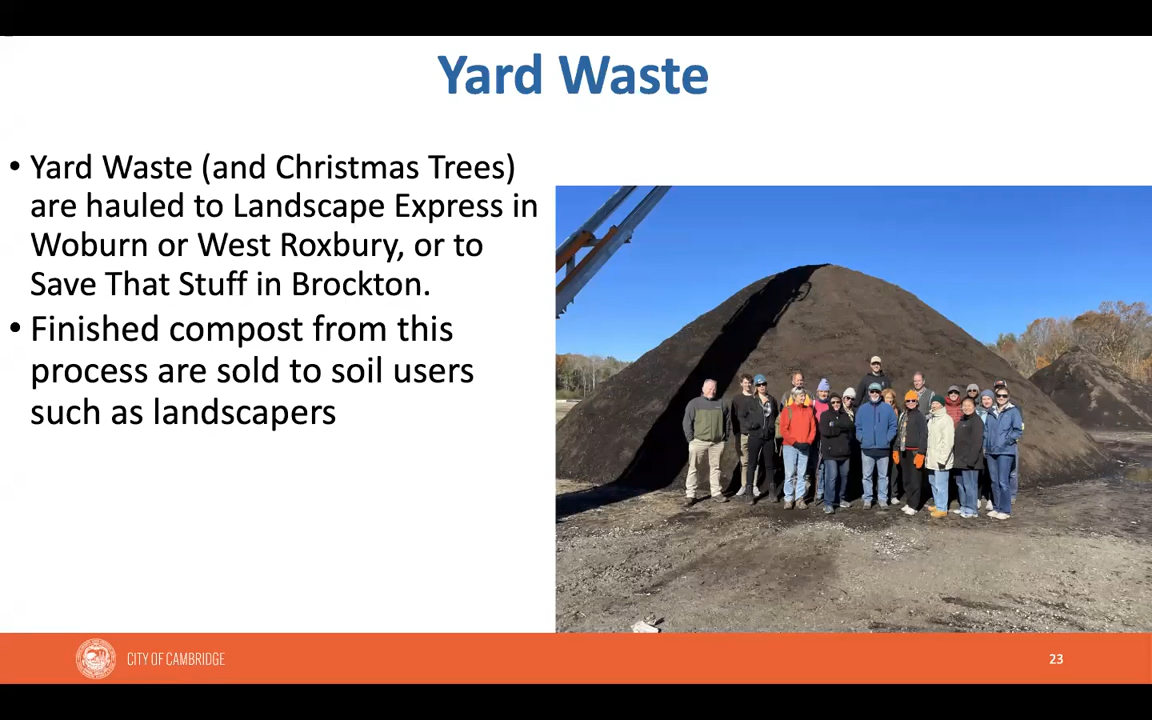 Yard Waste
• Yard Waste (and Christmas Trees)
are hauled to Landscape Express in
Woburn or West Roxbury, or to
Save That Stuff in Brockton.
• Finished compost from this
process are sold to soil users
such as landscapers
CITY OF CAMBRIDGE
23